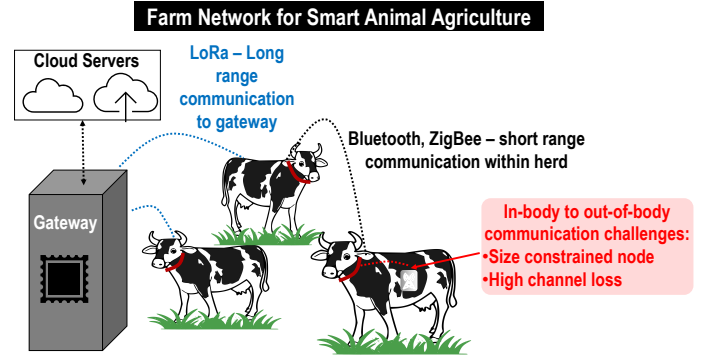 Farm Network for Smart Animal Agriculture
Cloud Servers
LoRa – Long
range
communication
to gateway
Bluetooth, ZigBee – short range
communication within herd
Gateway
In-body to out-of-body
communication challenges:
•Size constrained node
•High channel loss